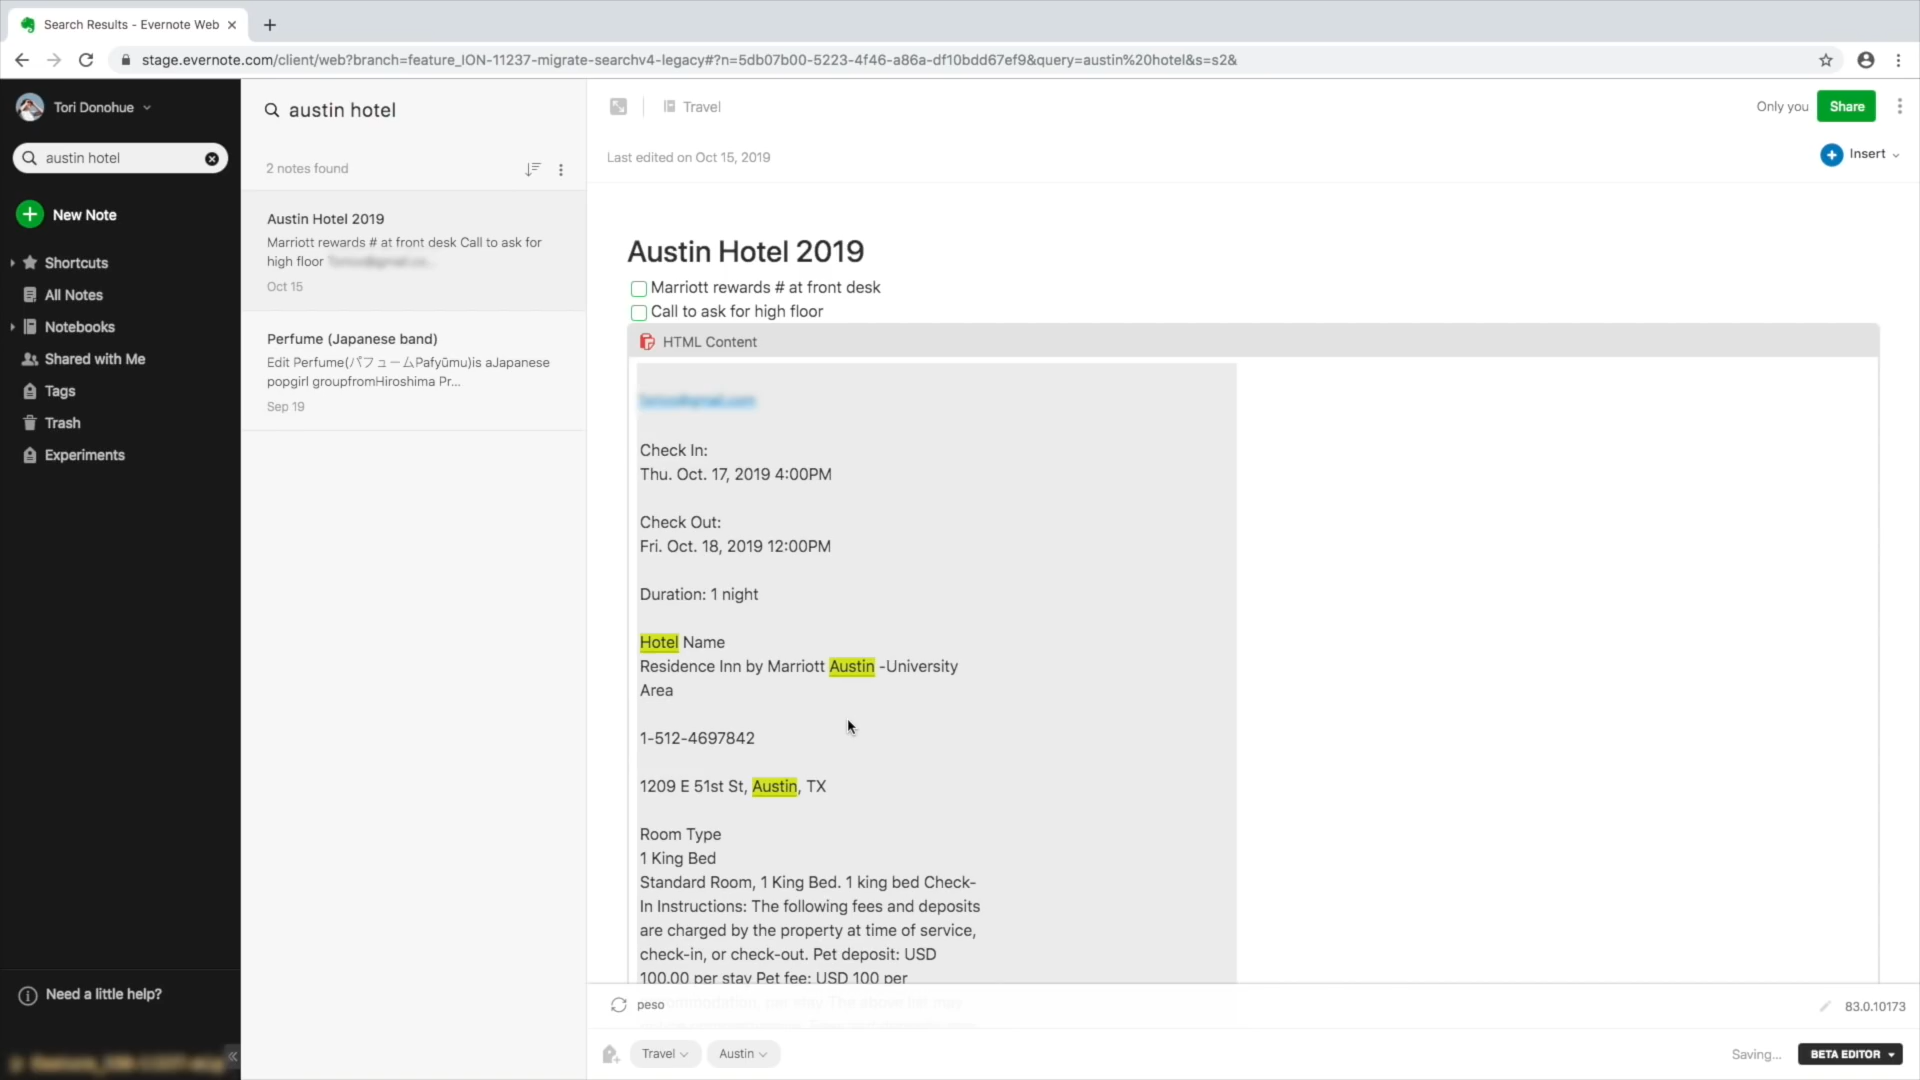 Search Results - Evernote Web
stage.evernote.com/client/web?branch=feature_ION-11237-migrate-searchv4-legacy#?n=5db07b00-5223-4f46-a86a-df10bdd67ef9&query=austin%20hotel&s=s2&
Tori Donohue
austin hotel
New Note
Shortcuts
All Notes
Notebooks
Shared with Me
Tags
Trash
Experiments
Need a little help?
austin hotel
2 notes found
Austin Hotel 2019
Marriott rewards # at front desk Call to ask for
high floor
Oct 15
Perfume (Japanese band)
Edit Perfume(パフュームPafyūmu)is aJapanese
popgirl groupfromHiroshima Pr...
Sep 19
Travel
Only you
Share
Last edited on Oct 15, 2019
Insert
Austin Hotel 2019
Marriott rewards # at front desk
Call to ask for high floor
HTML Content
Check In:
Thu. Oct. 17, 2019 4:00PM
Check Out:
Fri. Oct. 18, 2019 12:00PM
Duration: 1 night
Hotel Name
Residence Inn by Marriott Austin -University
Area
1-512-4697842
1209 E 51st St, Austin, TX
Room Type
1 King Bed
Standard Room, 1 King Bed. 1 king bed Check-
In Instructions: The following fees and deposits
are charged by the property at time of service,
check-in, or check-out. Pet deposit: USD
100.00 per stay Pet fee: USD 100 per
peso
83.0.10173
Travel
Austin
Saving...
BETA EDITOR